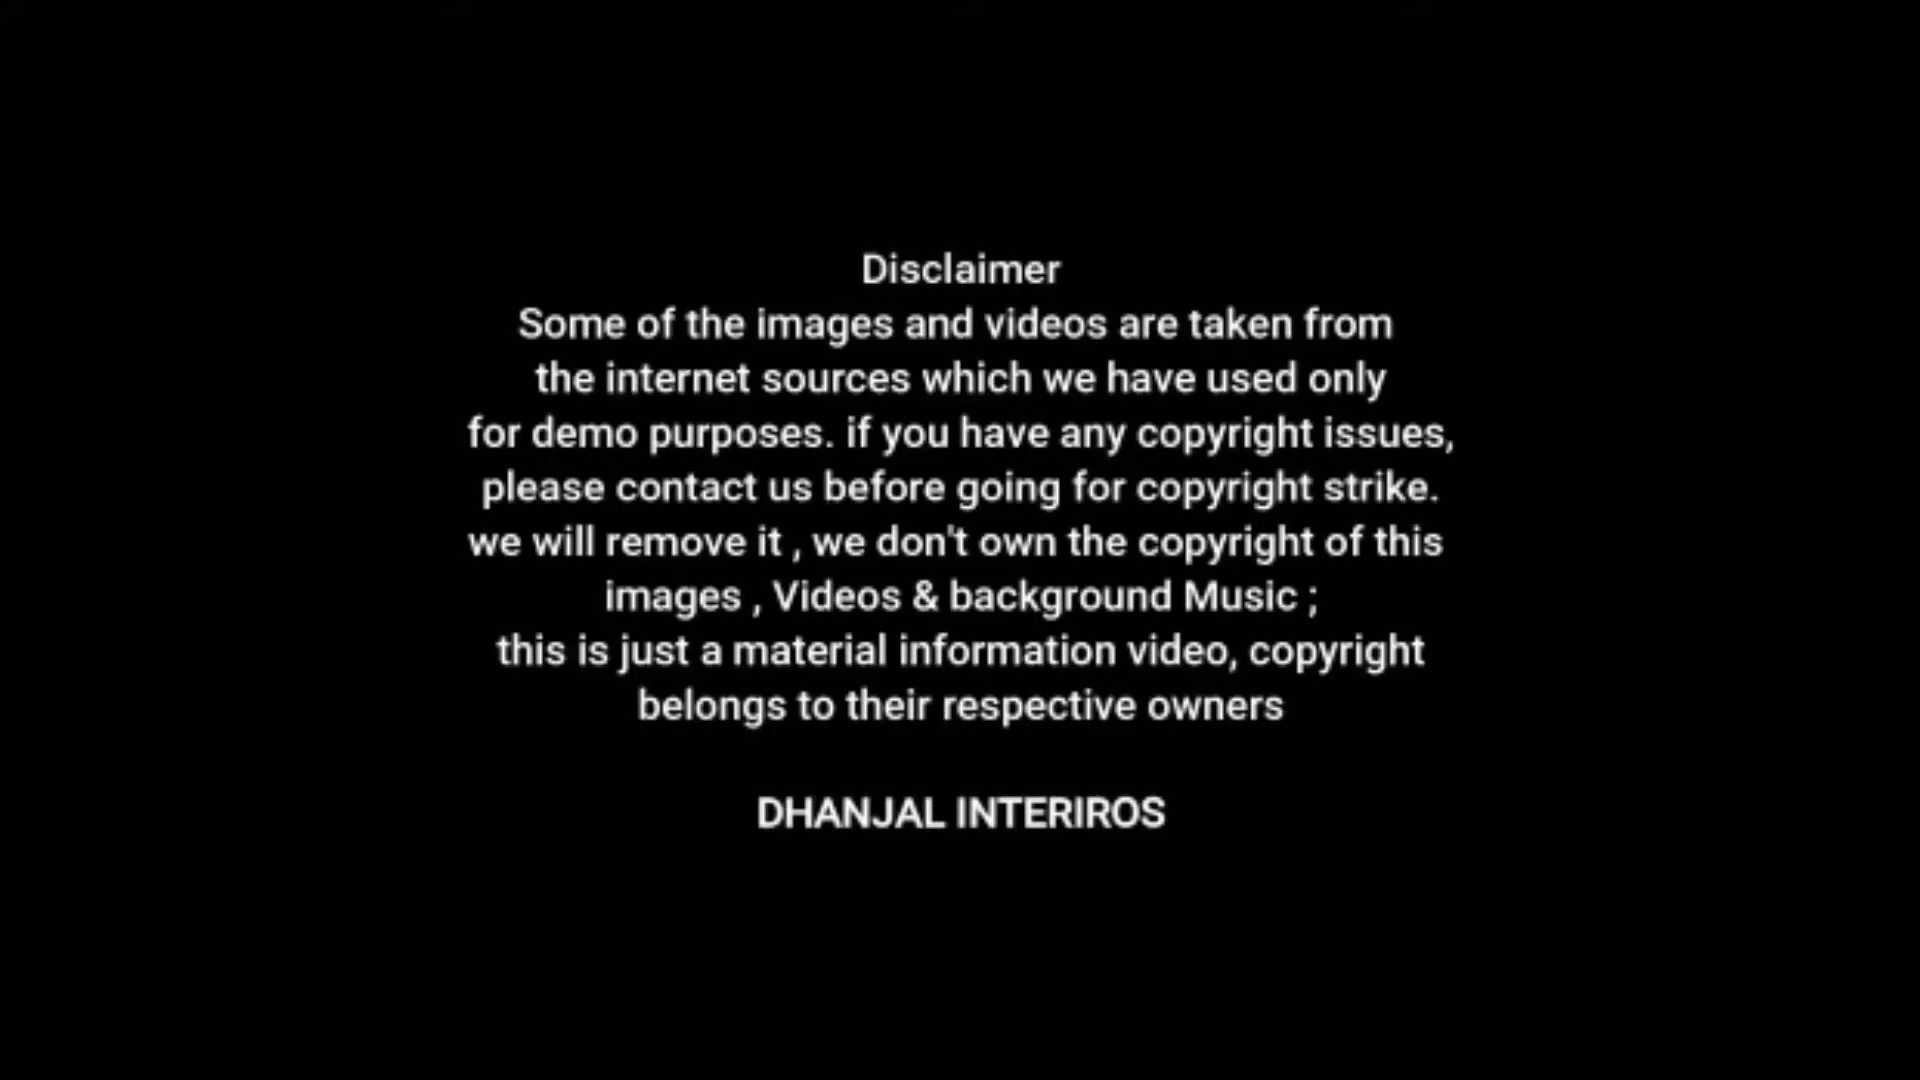 Disclaimer
Some of the images and videos are taken from
the internet sources which we have used only
for demo purposes. if you have any copyright issues,
please contact us before going for copyright strike.
we will remove it , we don't own the copyright of this
images , Videos & background Music ;
this is just a material information video, copyright
belongs to their respective owners
DHANJAL INTERIROS